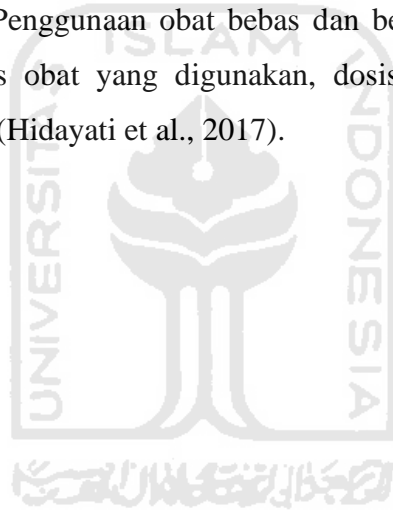 Penggunaan obat bebas dan be
s obat yang digunakan, dosis
(Hidayati et al., 2017).
ISLAM
UNIVERSITAS
INDONESIA